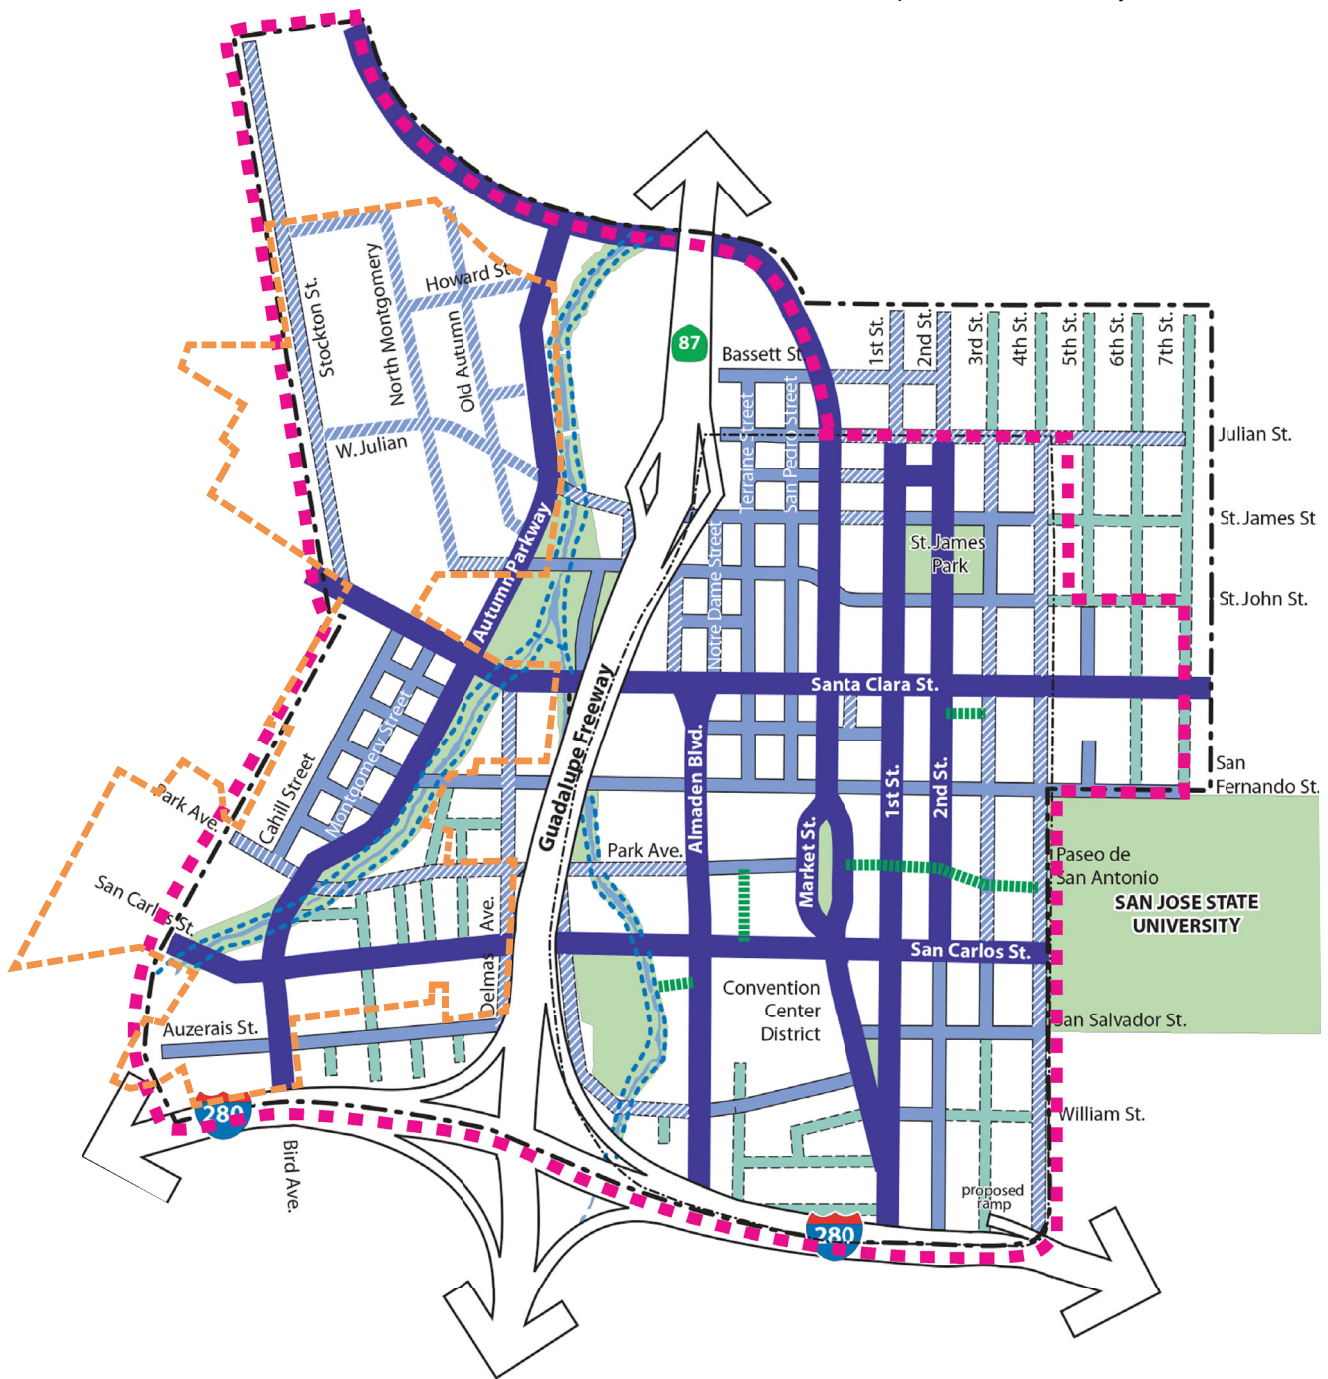 Stockton St.
North Montgomery
Howard St.
Old Autumn
W. Julian
87
Bassett St.
1st St.
2nd St.
3rd St.
4th St.
5th St.
6th St.
7th St.
Terraine Street
San Pedro Street
Julian St.
St. James St
St. James
Park
Notre Dame Street
St. John St.
Autumn Parkway
Santa Clara St.
Guadalupe Freeway
Almaden Blvd.
Montgomery Street
Cahill Street
Park Ave.
San
Fernando St.
Market St.
1st St.
2nd St.
Park Ave.
Paseo de
San Antonio
SAN JOSE STATE
UNIVERSITY
San Carlos St.
San Carlos St.
Delmas Ave.
Convention
Center
District
Auzerais St.
San Salvador St.
280
William St.
Bird Ave.
proposed
ramp
280